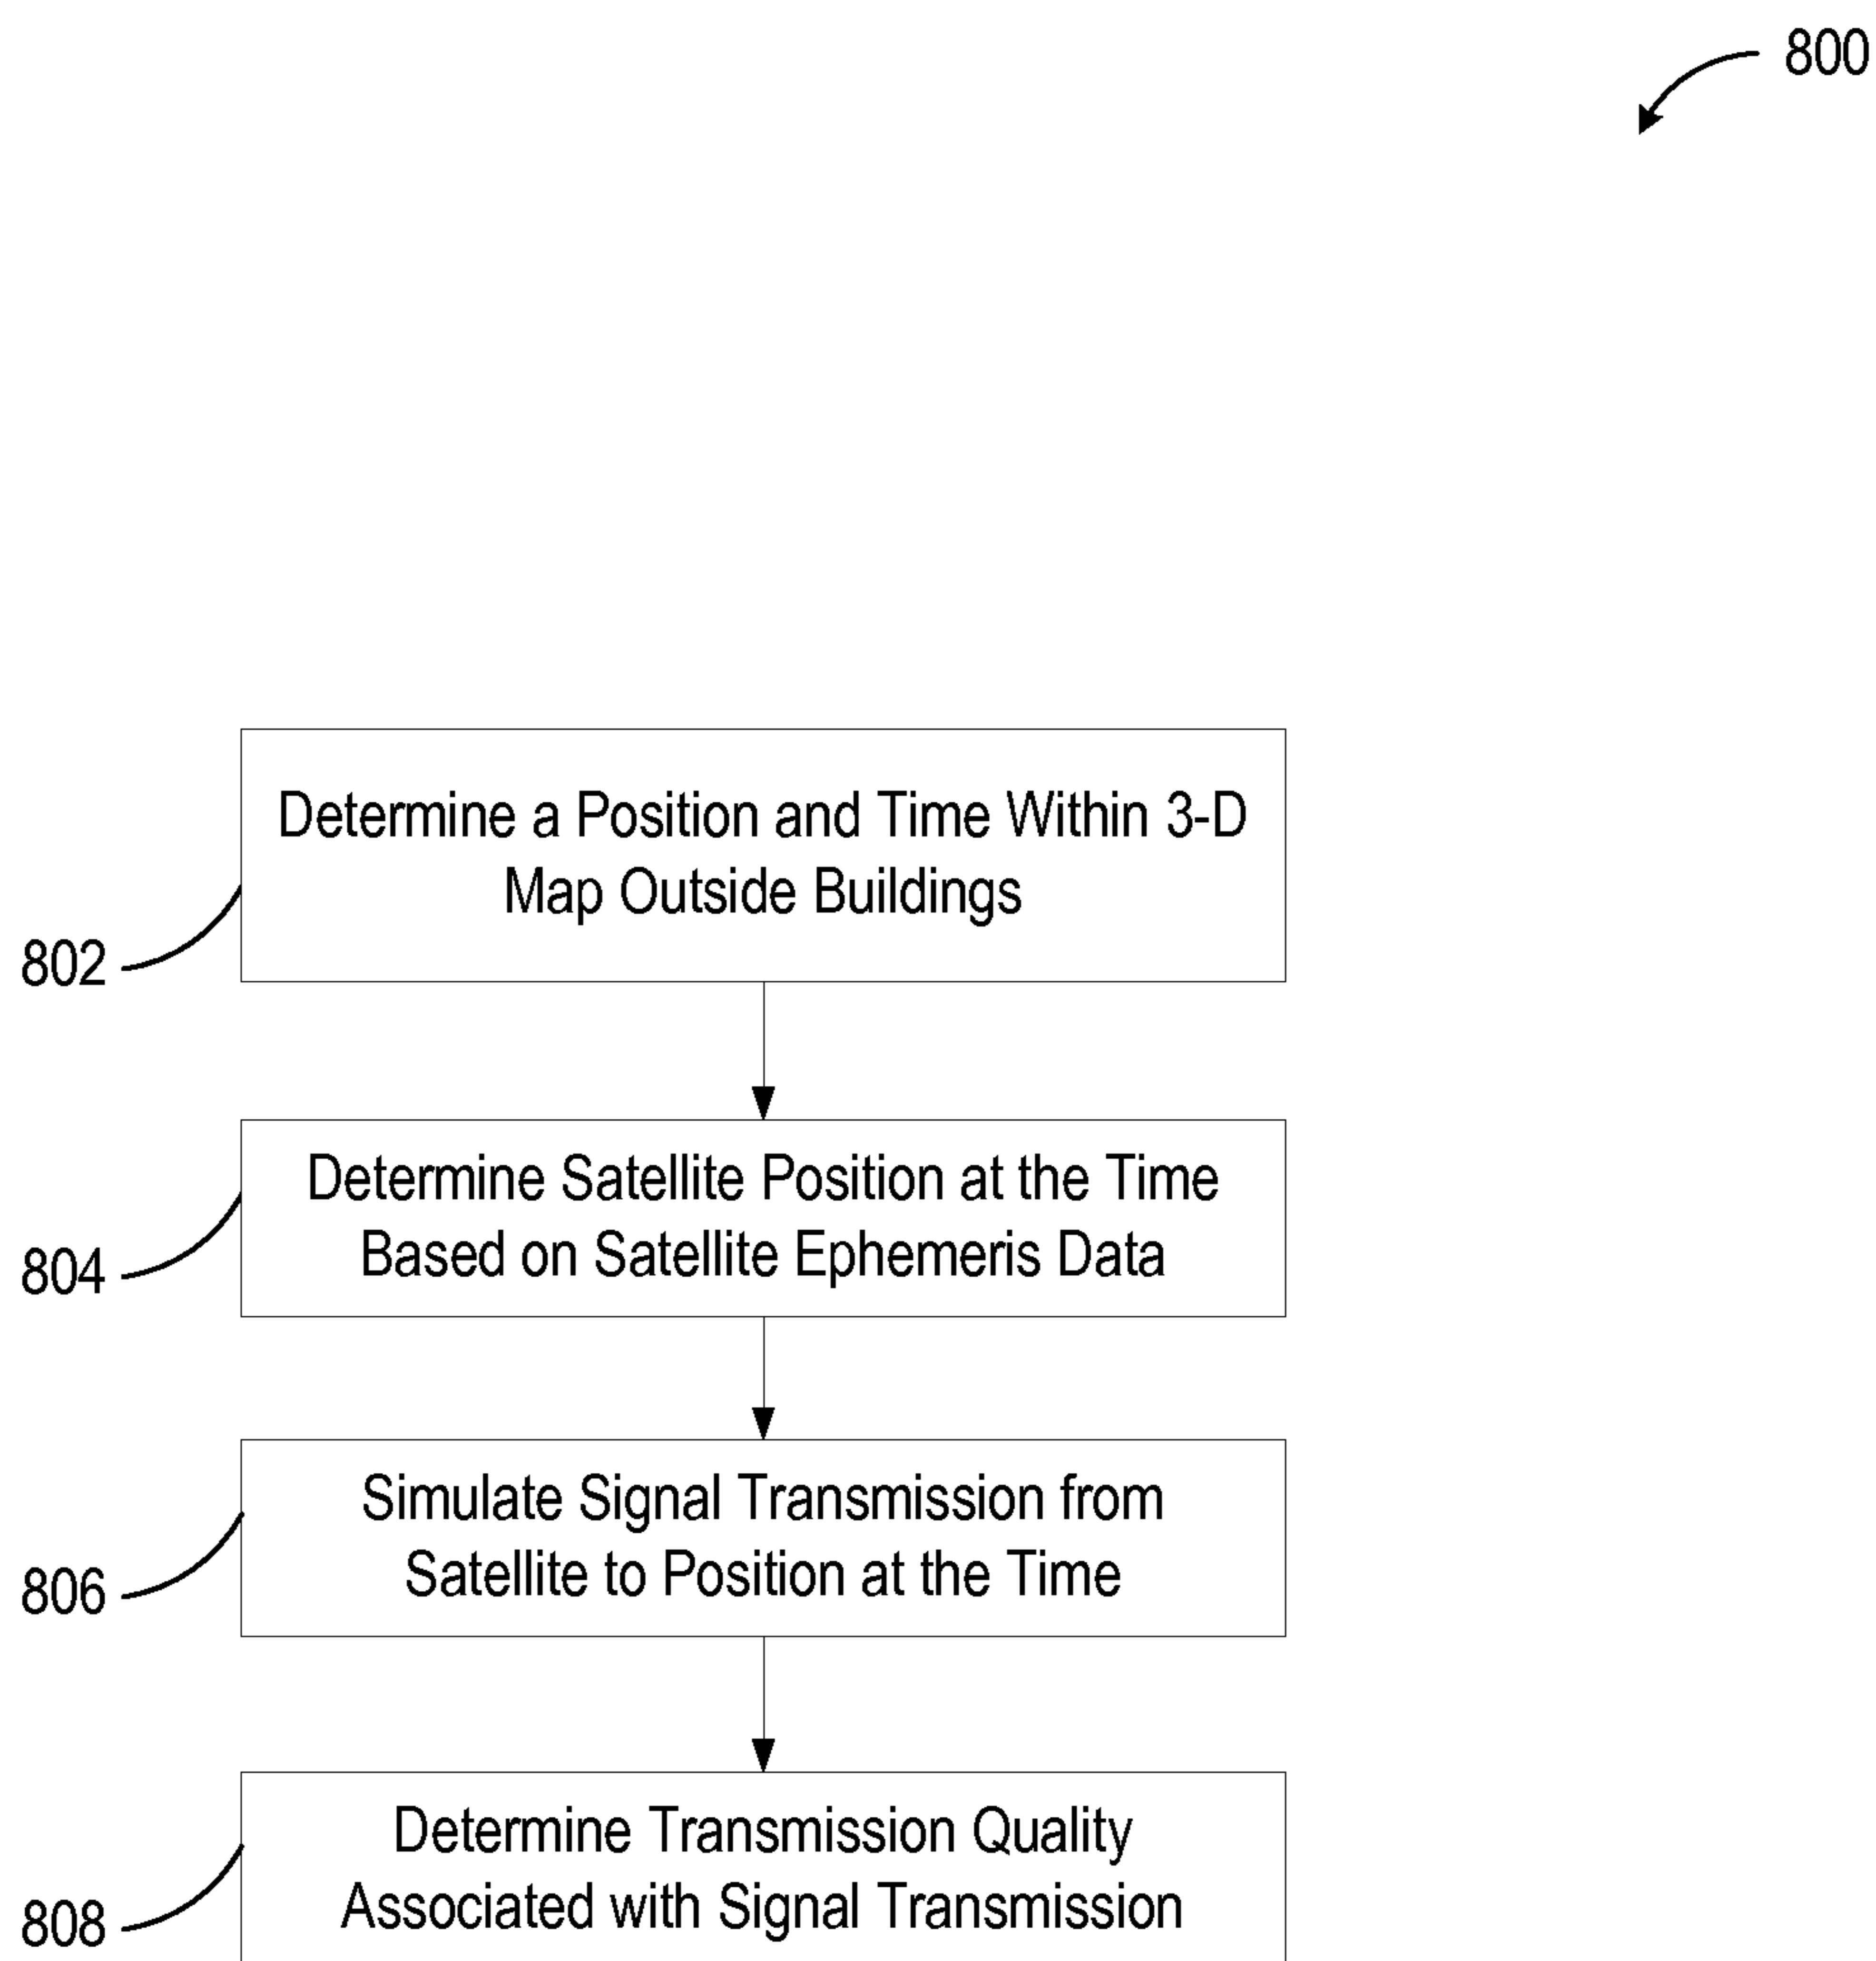 800
Determine a Position and Time Within 3-D
Map Outside Buildings
802
Determine Satellite Position at the Time
Based on Satellite Ephemeris Data
804
Simulate Signal Transmission from
Satellite to Position at the Time
806
Determine Transmission Quality
Associated with Signal Transmission
808